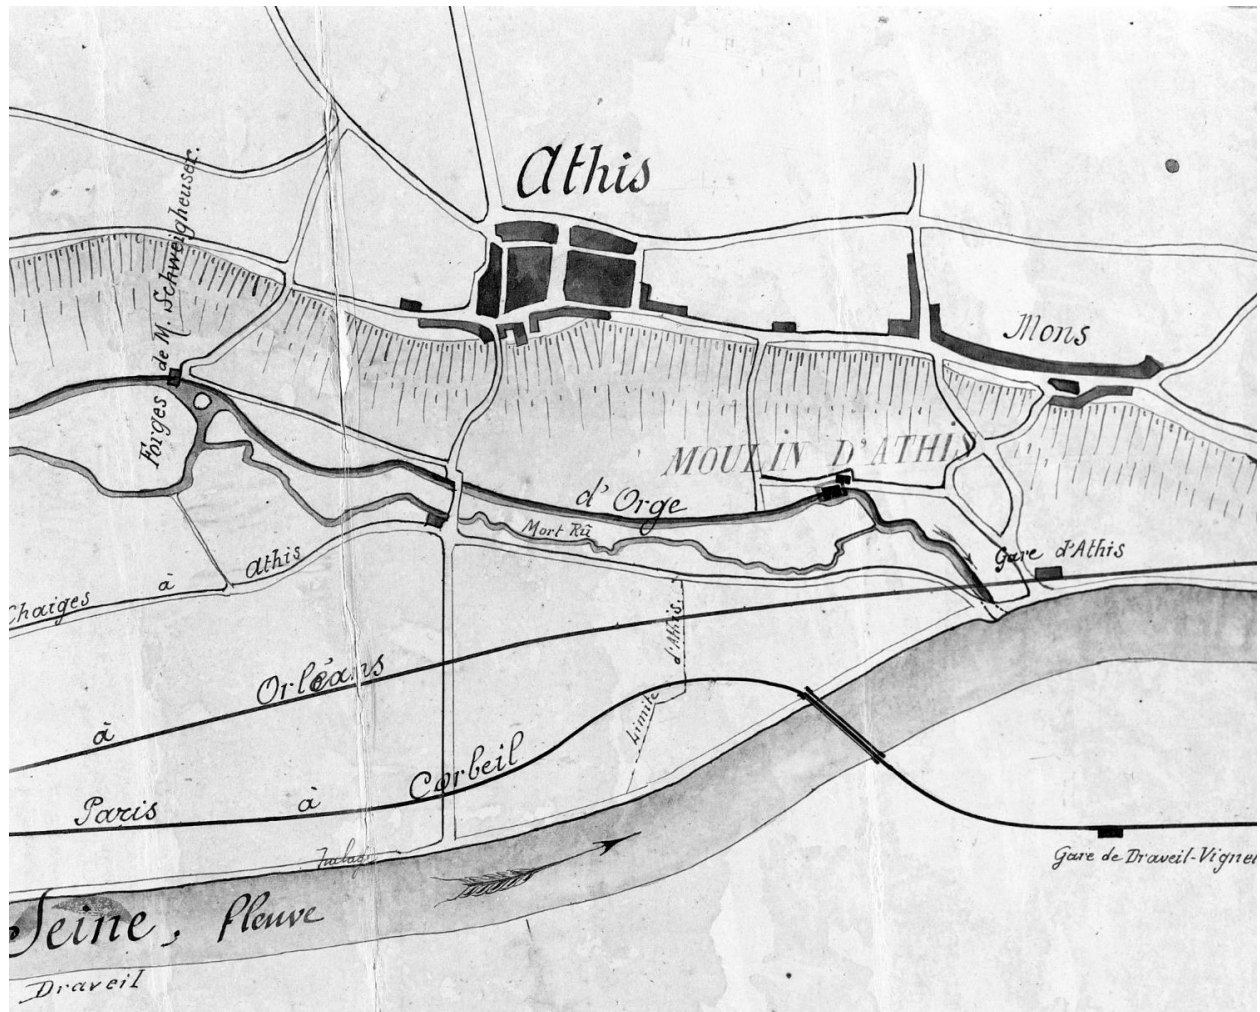 Athis
Forges de M. Schweigheuser.
Mons
MOULIN D'ATHIS
d'Orge
Mort Rû
Gare d'Athis
Chaiges à Athis
à Orléans
Limite d'Athis.
Paris à Corbeil
Gare de Draveil-Vigneu
Seine, fleuve
Draveil